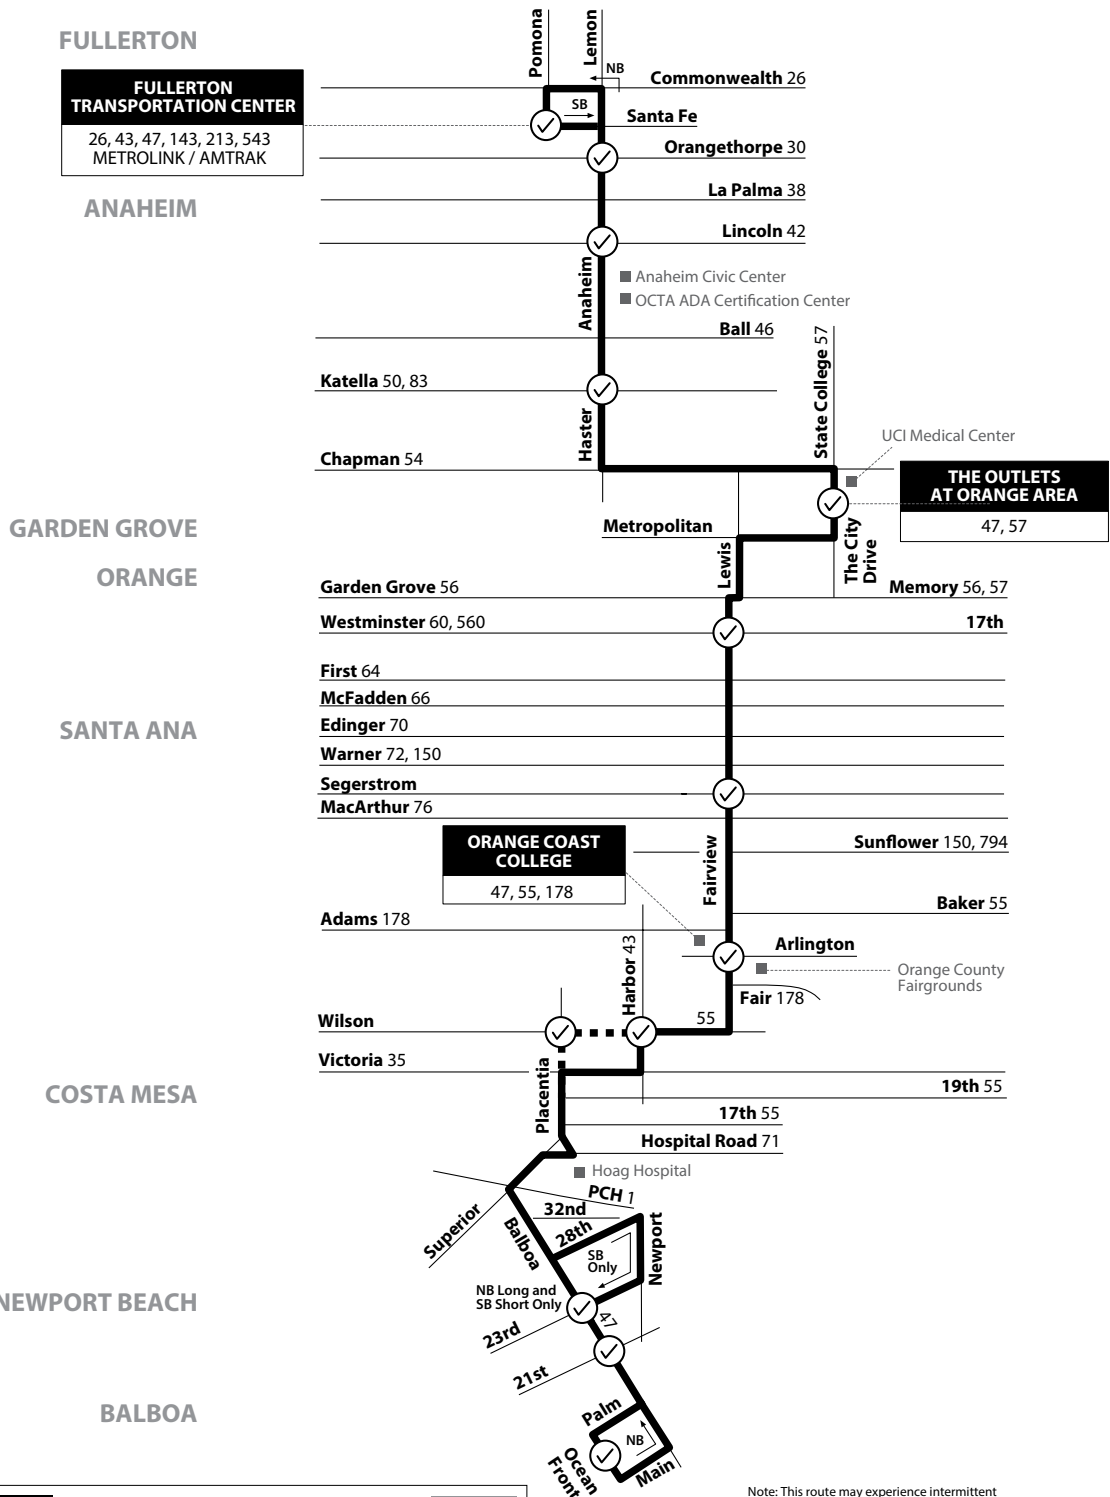 FULLERTON
Pomona
Lemon
NB
Commonwealth 26
FULLERTON
TRANSPORTATION CENTER
26, 43, 47, 143, 213, 543
METROLINK / AMTRAK
SB
Santa Fe
Orangethorpe 30
ANAHEIM
La Palma 38
Lincoln 42
Anaheim
Anaheim Civic Center
OCTA ADA Certification Center
Ball 46
State College 57
Katella 50, 83
Haster
UCI Medical Center
Chapman 54
THE OUTLETS
AT ORANGE AREA
47, 57
GARDEN GROVE
Metropolitan
The City
Drive
Lewis
ORANGE
Garden Grove 56
Memory 56, 57
Westminster 60, 560
17th
First 64
McFadden 66
SANTA ANA
Edinger 70
Warner 72, 150
Segerstrom
MacArthur 76
ORANGE COAST
COLLEGE
47, 55, 178
Fairview
Sunflower 150, 794
Baker 55
Adams 178
Harbor 43
Arlington
Orange County
Fairgrounds
Fair 178
Wilson
55
Victoria 35
COSTA MESA
Placentia
19th 55
17th 55
Hospital Road 71
Hoag Hospital
PCH 1
32nd
Superior
Balboa
28th
Newport
SB
Only
NEWPORT BEACH
NB Long and
SB Short Only
47
23rd
21st
BALBOA
Palm
NB
Ocean
Front
Main
Note: This route may experience intermittent